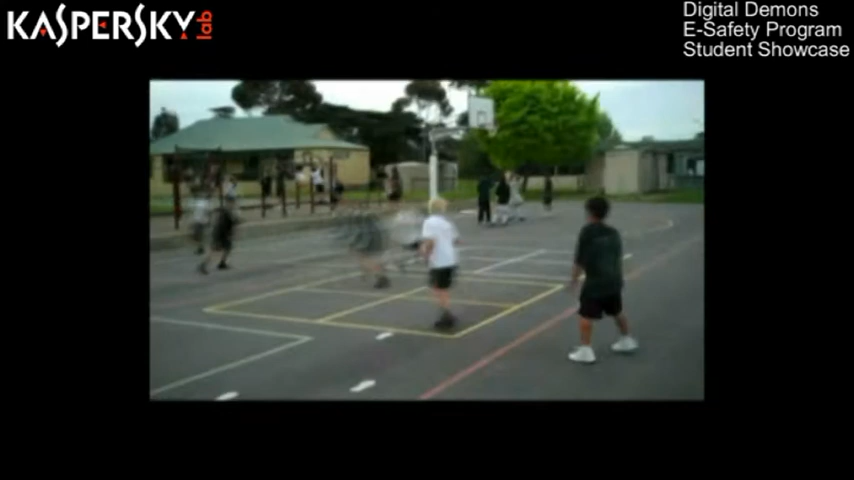 KASPERSKY lab
Digital Demons
E-Safety Program
Student Showcase